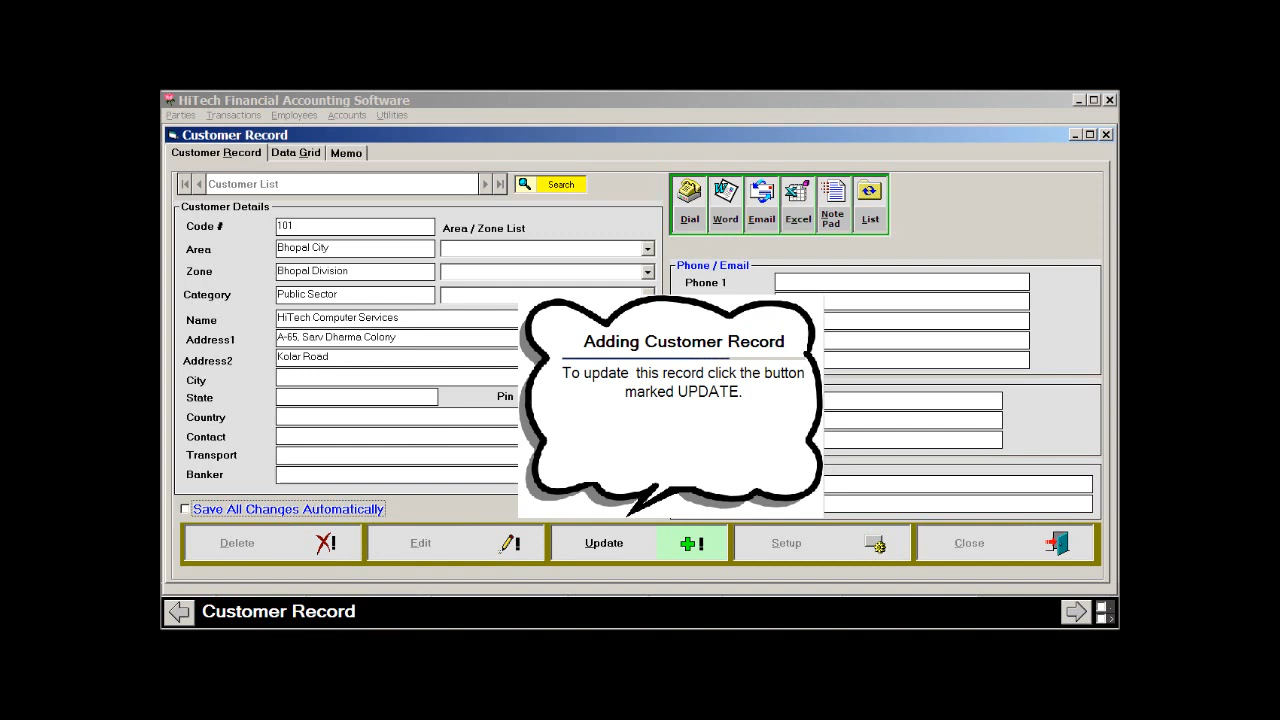 HiTech Financial Accounting Software
Parties Transactions Employees Accounts Utilities
Customer Record
Customer Record Data Grid Memo
Customer List Search
Dial Word Email Excel Note Pad List
Customer Details
Code # 101 Area / Zone List
Area Bhopal City
Zone Bhopal Division
Category Public Sector
Name HiTech Computer Services
Address1 A-65, Sarv Dharma Colony
Address2 Kolar Road
City
State Pin
Country
Contact
Transport
Banker
Phone / Email
Phone 1
Adding Customer Record
To update this record click the button
marked UPDATE.
Save All Changes Automatically
Delete Edit Update Setup Close
Customer Record